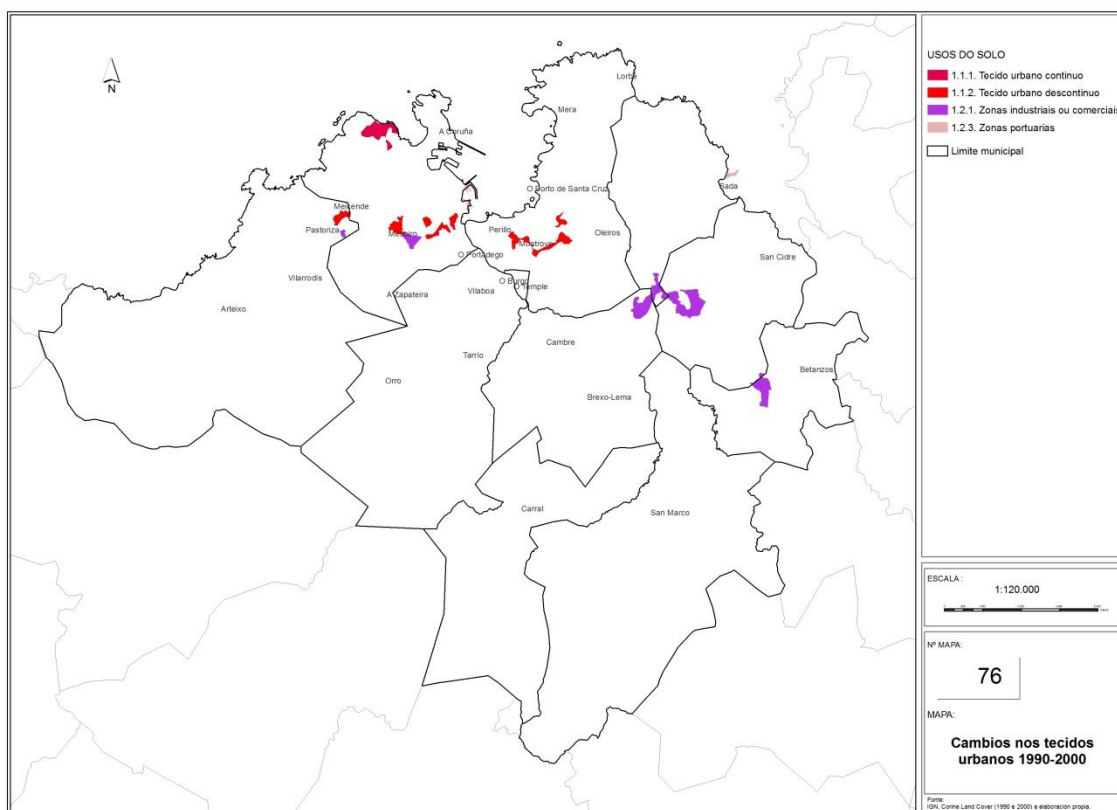 N
Lorbé
Mera
A Coruña
O Porto de Santa Cruz
Sada
Meicende
Pastoriza
Perillo
Oleiros
O Portádego
San Cidre
O Burgo
O Temple
Vilarrodís
A Zapateira
Vilaboa
Arteixo
Cambre
Tarrío
Betanzos
Orro
Brexo-Lema
Carral
San Marco
USOS DO SOLO
1.1.1. Tecido urbano continuo
1.1.2. Tecido urbano descontinuo
1.2.1. Zonas industriais ou comerciais
1.2.3. Zonas portuarias
Limite municipal
ESCALA :
1:120.000
Nº MAPA:
76
MAPA:
Cambios nos tecidos
urbanos 1990-2000
Fonte:
IGN, Corine Land Cover (1990 e 2000) e elaboración propia.